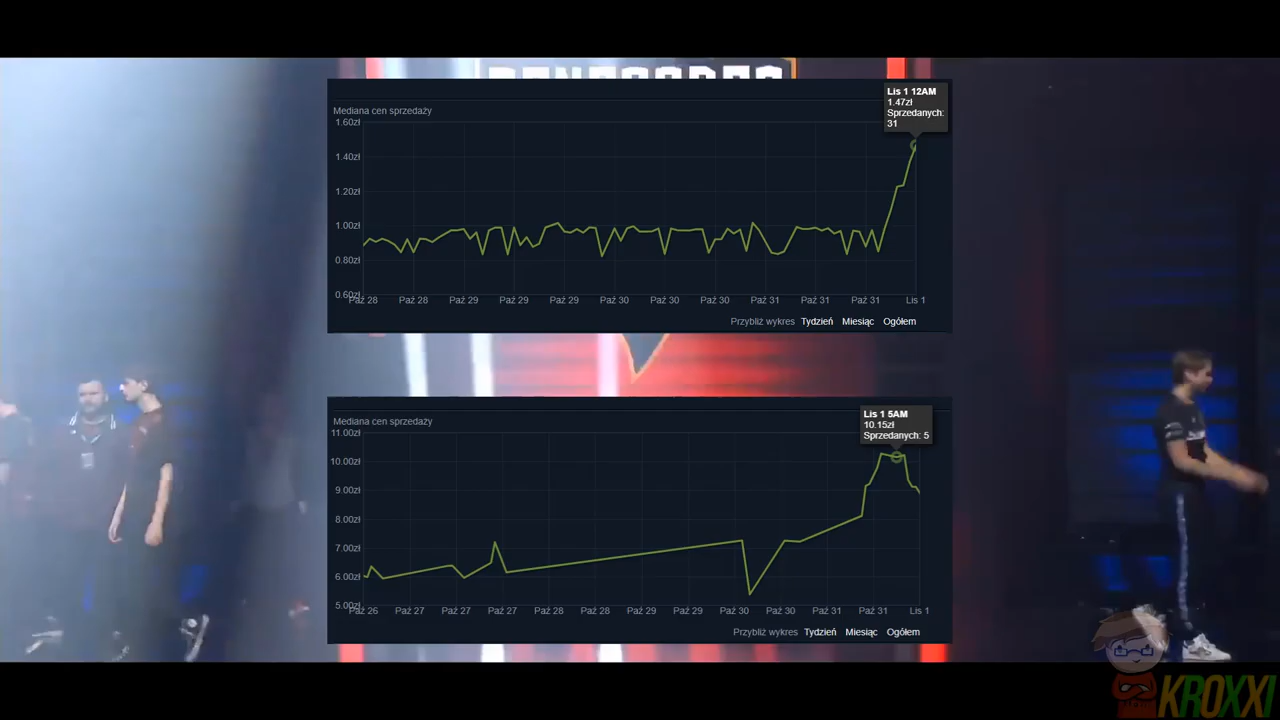 RENEGADES
Lis 1 12AM
1.47zł
Sprzedanych:
31
Mediana cen sprzedaży
1.60zł
1.40zł
1.20zł
1.00zł
0.80zł
0.60zł
Paź 28 Paź 28 Paź 29 Paź 29 Paź 29 Paź 30 Paź 30 Paź 30 Paź 31 Paź 31 Paź 31 Lis 1
Przybliż wykres Tydzień Miesiąc Ogółem
Lis 1 5AM
10.15zł
Sprzedanych: 5
Mediana cen sprzedaży
11.00zł
10.00zł
9.00zł
8.00zł
7.00zł
6.00zł
5.00zł
Paź 26 Paź 27 Paź 27 Paź 27 Paź 28 Paź 28 Paź 29 Paź 29 Paź 30 Paź 30 Paź 31 Paź 31 Lis 1
Przybliż wykres Tydzień Miesiąc Ogółem
KROXXI